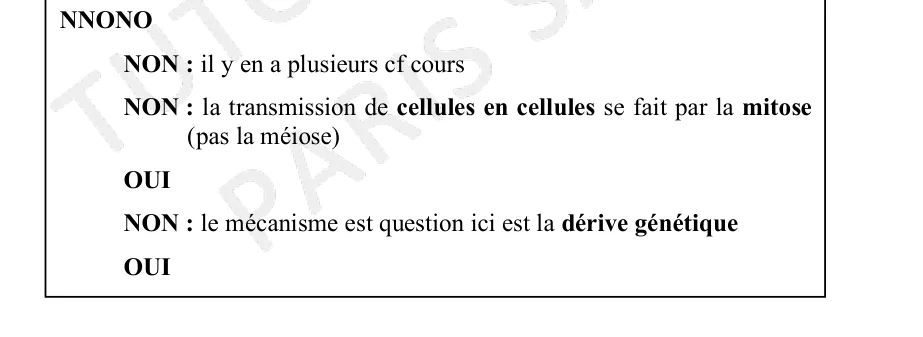 NNONO
NON : il y en a plusieurs cf cours
NON : la transmission de cellules en cellules se fait par la mitose
(pas la méiose)
OUI
NON : le mécanisme est question ici est la dérive génétique
OUI